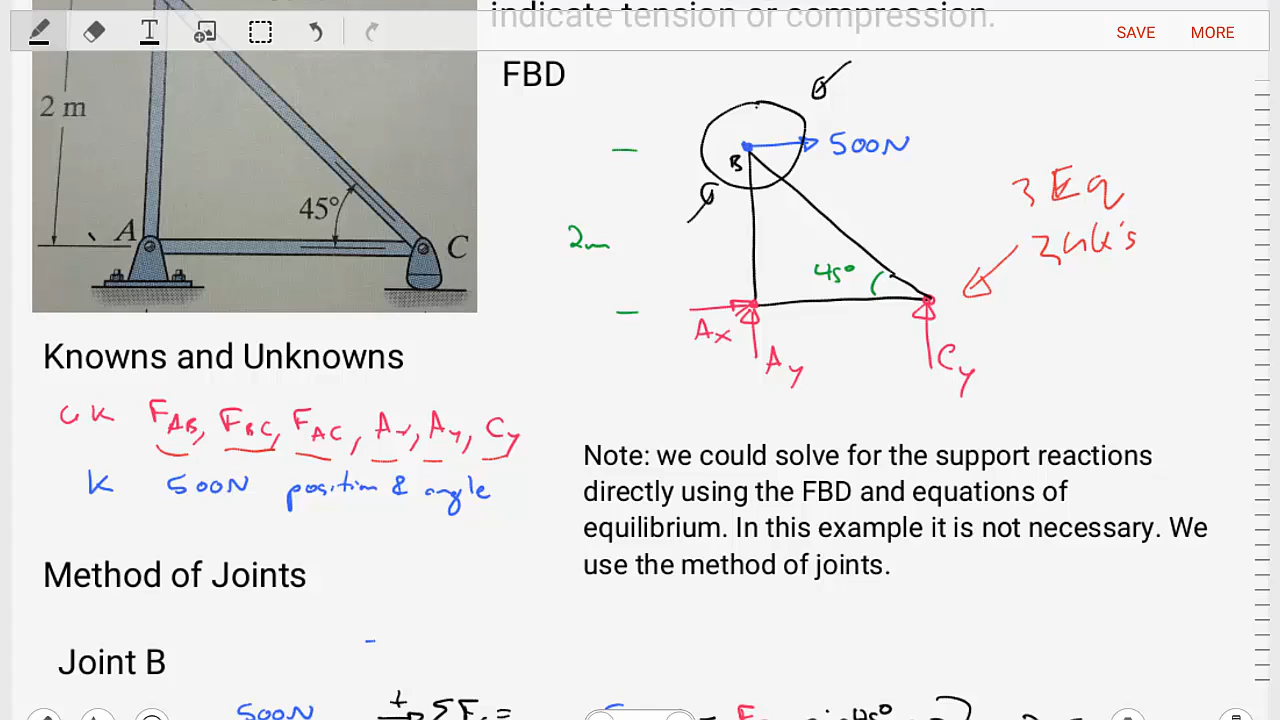 indicate tension or compression.
SAVE MORE
FBD
2 m
45°
A
C
B
500N
2m
45°
Ax
Ay
Cy
3 Eq
3 uk's
Knowns and Unknowns
UK FAB, FBC, FAC, Ax, Ay, Cy
K 500N position & angle
Note: we could solve for the support reactions
directly using the FBD and equations of
equilibrium. In this example it is not necessary. We
use the method of joints.
Method of Joints
Joint B
500N